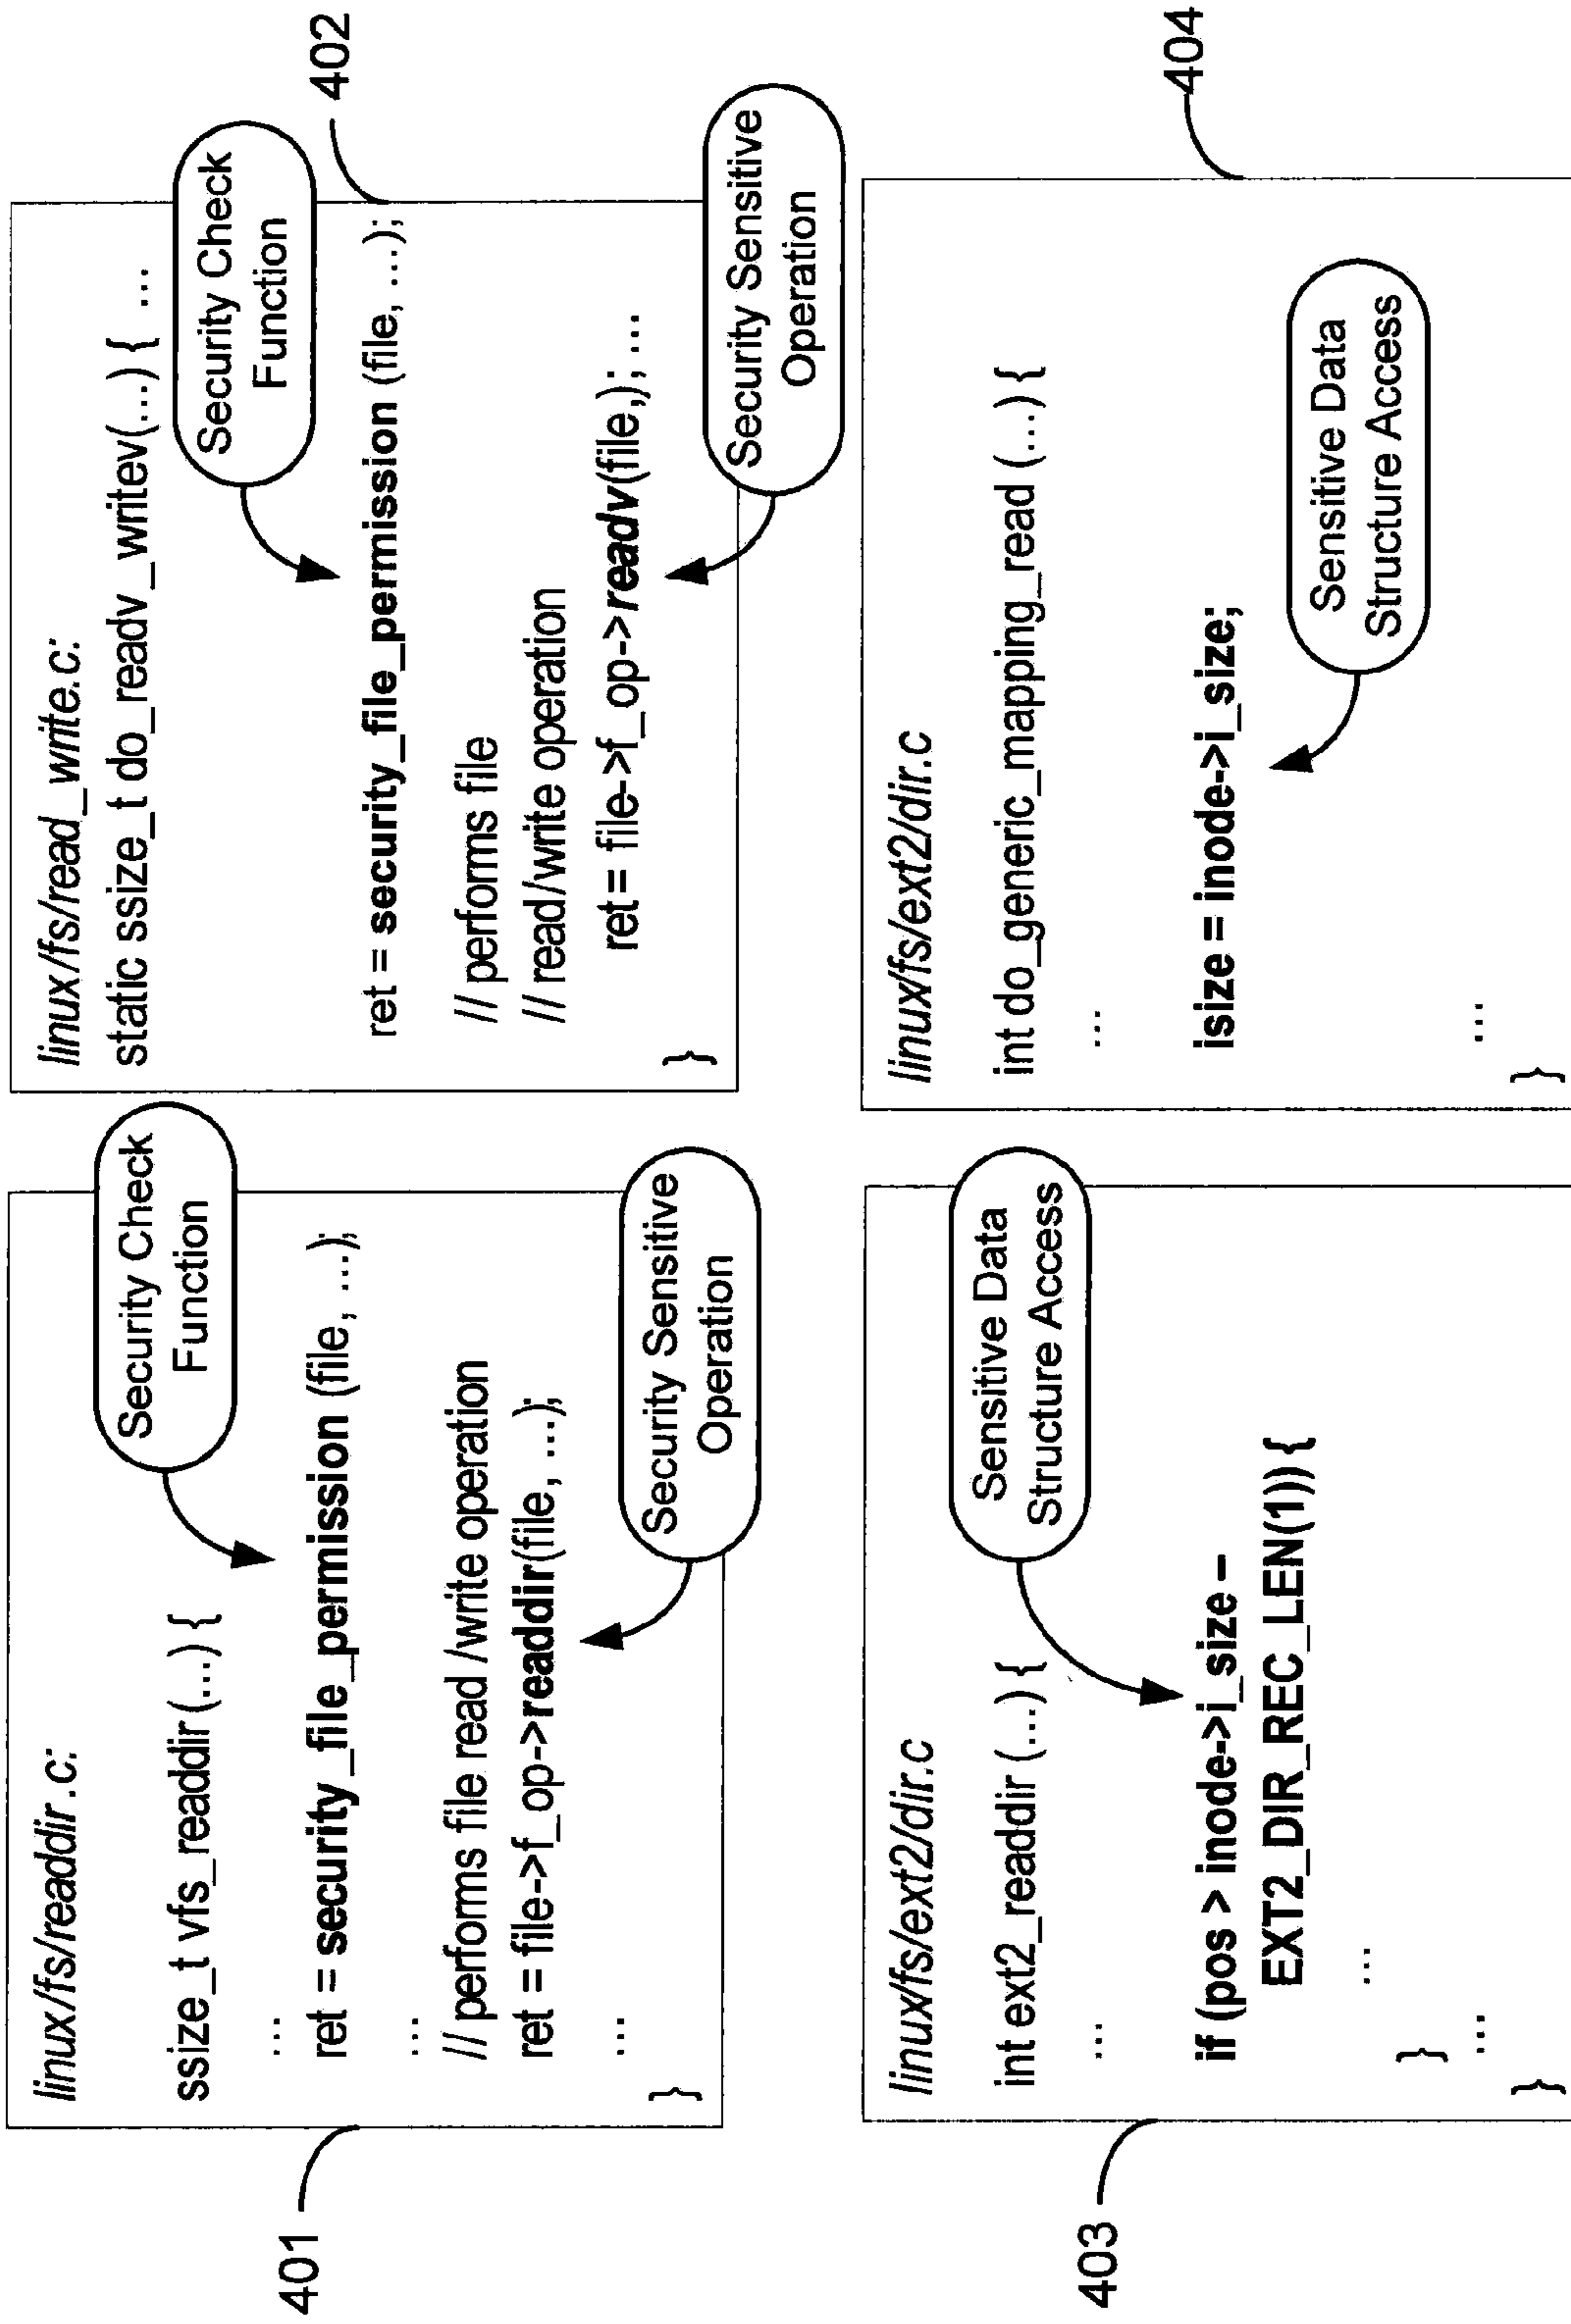 linux/fs/readdir.c:
ssize_t vfs_readdir (...) {
...
ret = security_file_permission (file, ...);
...
// performs file read /write operation
ret = file->f_op->readdir(file, ...);
...
}
Security Check
Function
Security Sensitive
Operation
401
linux/fs/read_write.c:
static ssize_t do_readv_writev(...) { ...
ret = security_file_permission (file, ...);
// performs file
// read/write operation
ret = file->f_op->readv(file,); ...
}
Security Check
Function
Security Sensitive
Operation
402
linux/fs/ext2/dir.c
int ext2_readdir (...) {
...
if (pos > inode->i_size –
EXT2_DIR_REC_LEN(1)) {
...
}
...
}
Sensitive Data
Structure Access
403
linux/fs/ext2/dir.c
int do_generic_mapping_read (...) {
...
isize = inode->i_size;
...
}
Sensitive Data
Structure Access
404